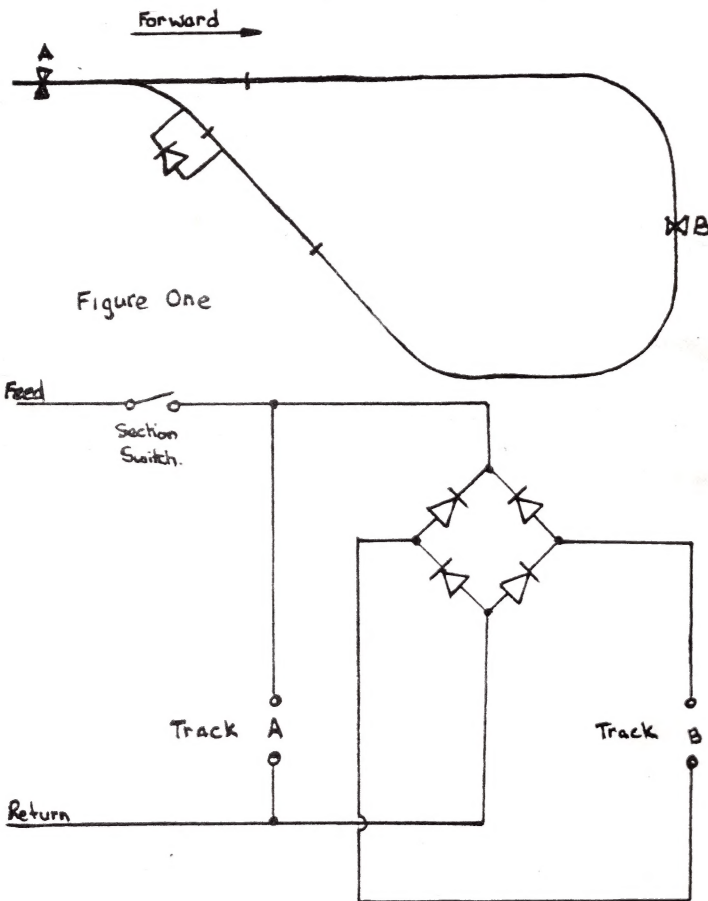 Forward
A
B
Figure One
Feed
Section
Switch.
Track A
Track B
Return